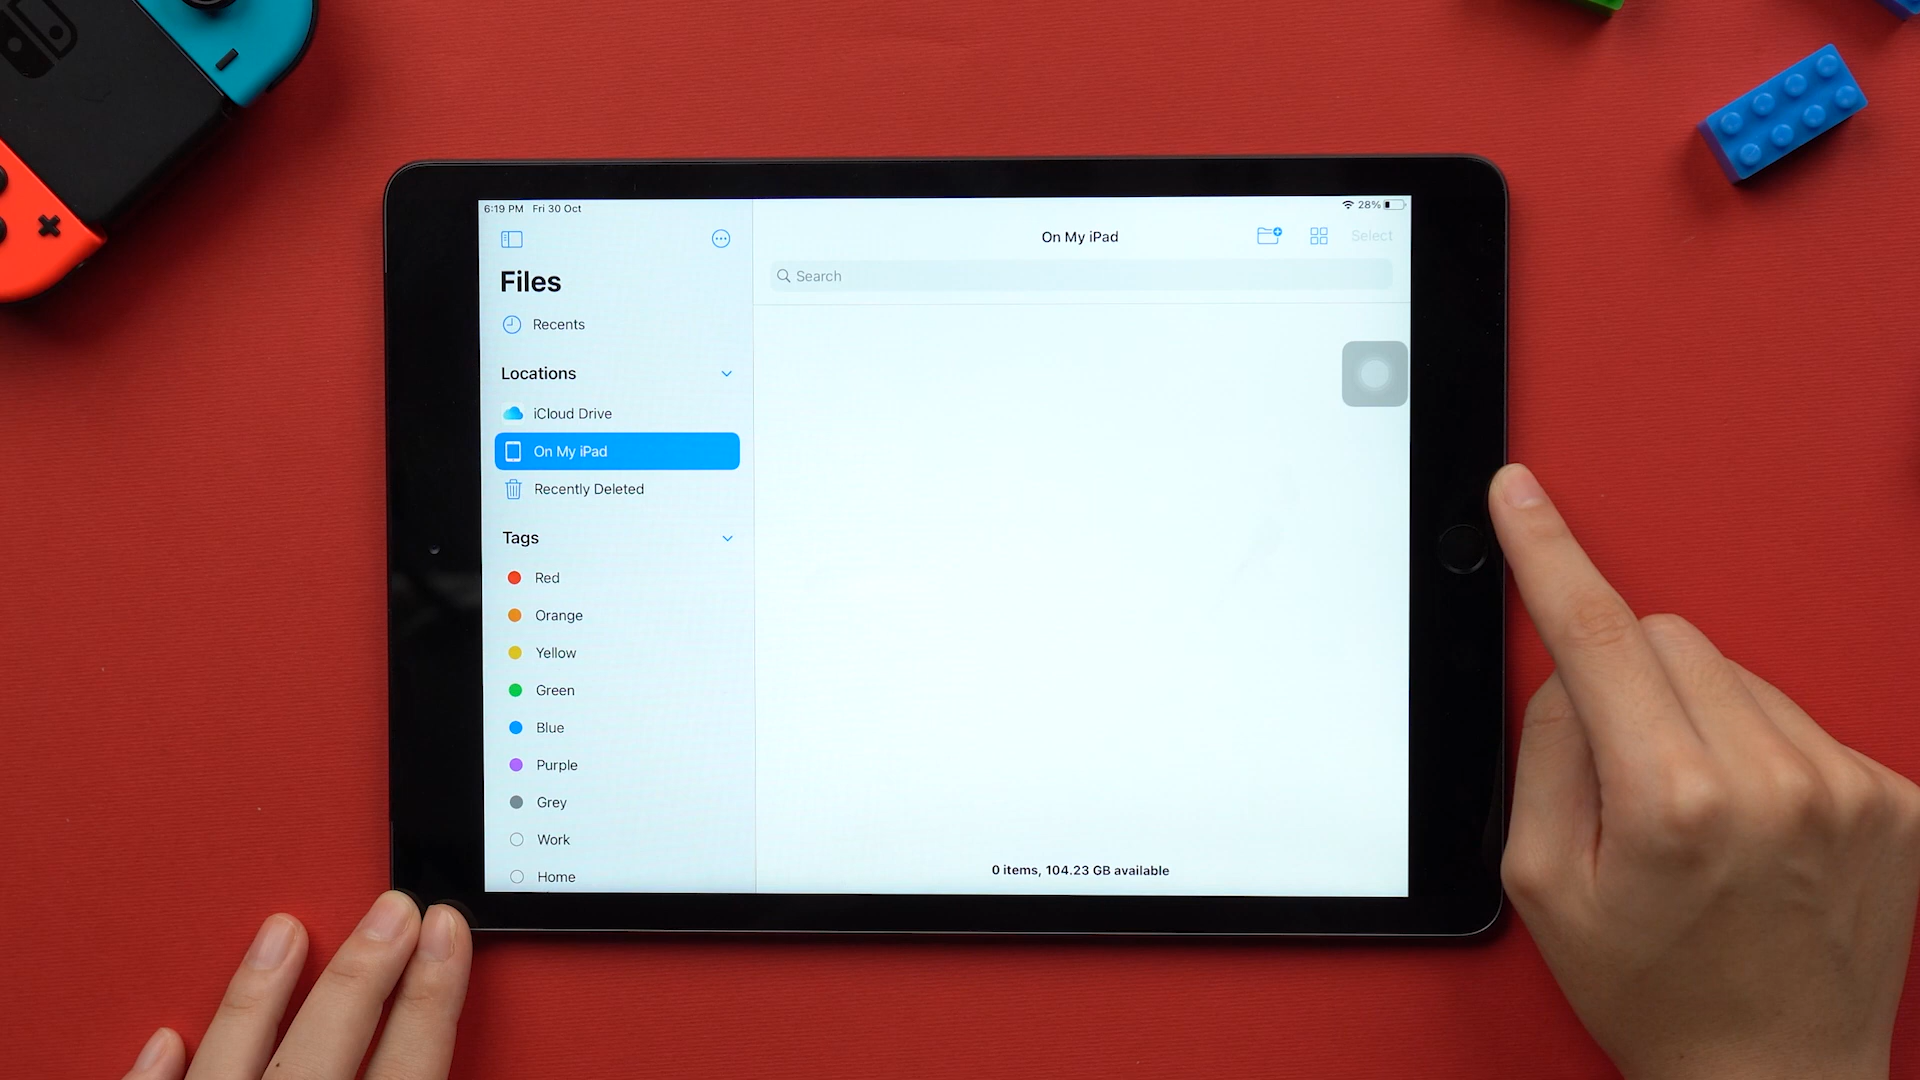 6:19 PM Fri 30 Oct
28%
Files
Recents
Locations
iCloud Drive
On My iPad
Recently Deleted
Tags
Red
Orange
Yellow
Green
Blue
Purple
Grey
Work
Home
On My iPad
Select
Search
0 items, 104.23 GB available